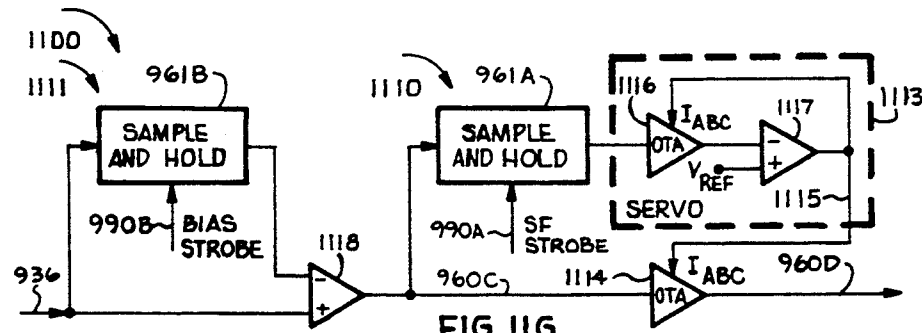 1100
1111
961B
SAMPLE
AND HOLD
990B
BIAS
STROBE
936
1118
-
+
1110
961A
SAMPLE
AND HOLD
990A
SF
STROBE
960C
1116
IABC
OTA
1117
-
+
VREF
SERVO
1113
1115
1114
IABC
OTA
960D
FIG. 11G